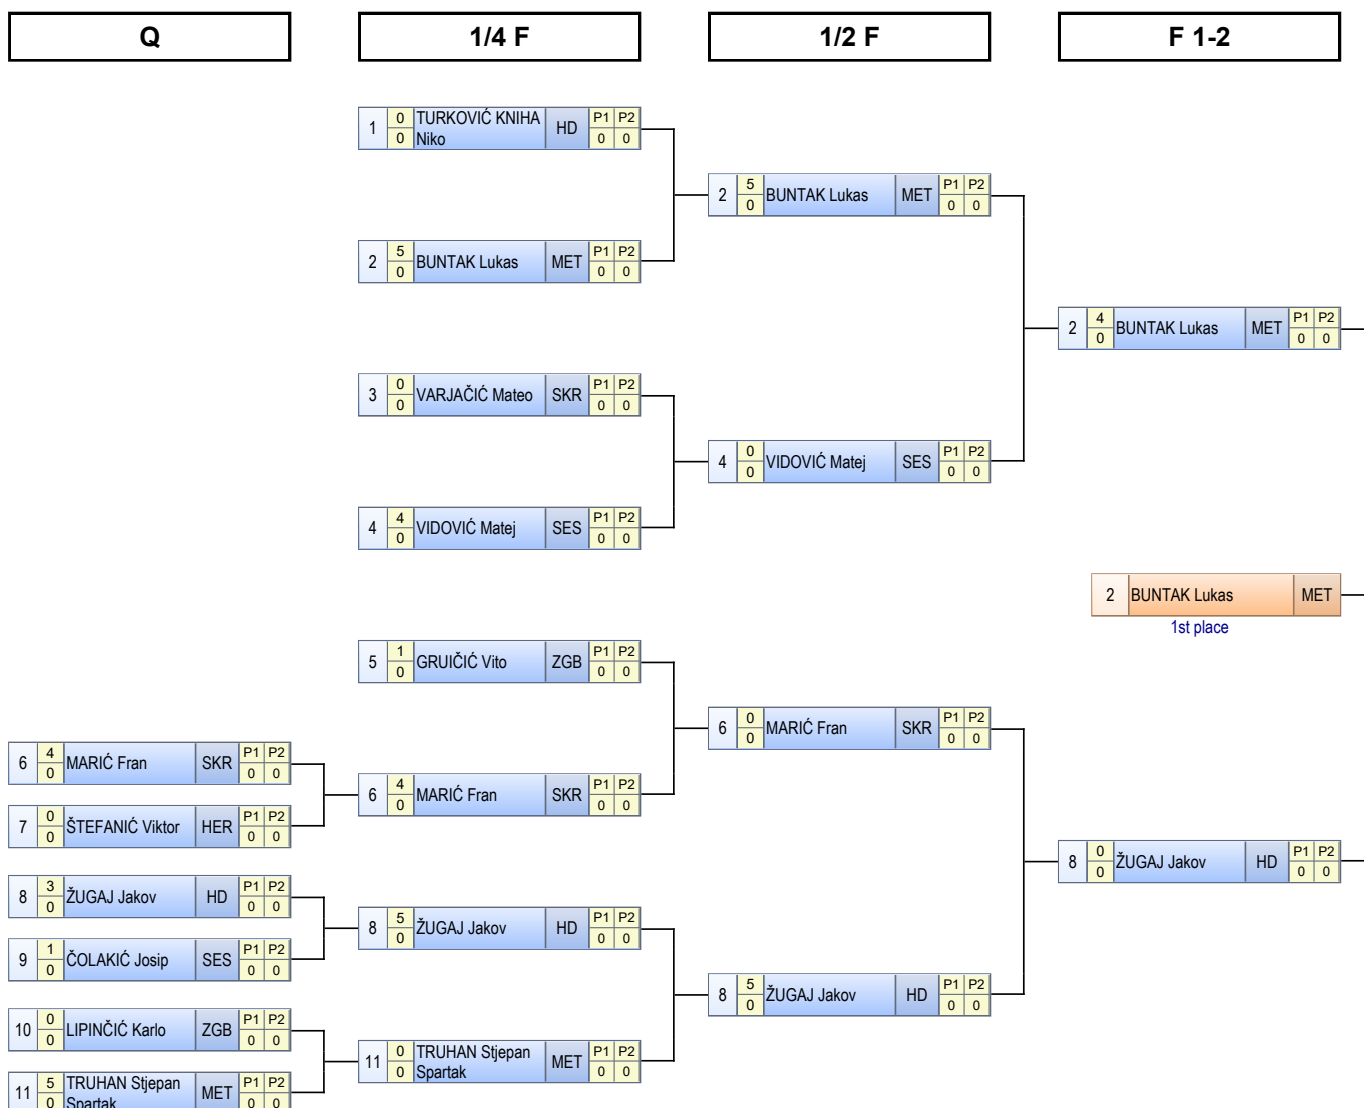 Q 1/4 F 1/2 F F 1-2
1 0 0 TURKOVIĆ KNIHA Niko HD P1 P2 0 0
2 5 0 BUNTAK Lukas MET P1 P2 0 0
2 5 0 BUNTAK Lukas MET P1 P2 0 0
2 4 0 BUNTAK Lukas MET P1 P2 0 0
3 0 0 VARJAČIĆ Mateo SKR P1 P2 0 0
4 0 0 VIDOVIĆ Matej SES P1 P2 0 0
4 4 0 VIDOVIĆ Matej SES P1 P2 0 0
2 BUNTAK Lukas MET
1st place
5 1 0 GRUIČIĆ Vito ZGB P1 P2 0 0
6 0 0 MARIĆ Fran SKR P1 P2 0 0
6 4 0 MARIĆ Fran SKR P1 P2 0 0
6 4 0 MARIĆ Fran SKR P1 P2 0 0
7 0 0 ŠTEFANIĆ Viktor HER P1 P2 0 0
8 0 0 ŽUGAJ Jakov HD P1 P2 0 0
8 3 0 ŽUGAJ Jakov HD P1 P2 0 0
8 5 0 ŽUGAJ Jakov HD P1 P2 0 0
9 1 0 ČOLAKIĆ Josip SES P1 P2 0 0
8 5 0 ŽUGAJ Jakov HD P1 P2 0 0
10 0 0 LIPINČIĆ Karlo ZGB P1 P2 0 0
11 0 0 TRUHAN Stjepan Spartak MET P1 P2 0 0
11 5 0 TRUHAN Stjepan Spartak MET P1 P2 0 0